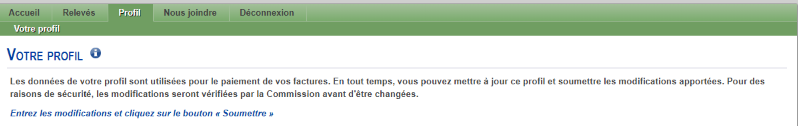 Accueil Relevés Profil Nous joindre Déconnexion
Votre profil
VOTRE PROFIL i
Les données de votre profil sont utilisées pour le paiement de vos factures. En tout temps, vous pouvez mettre à jour ce profil et soumettre les modifications apportées. Pour des
raisons de sécurité, les modifications seront vérifiées par la Commission avant d'être changées.
Entrez les modifications et cliquez sur le bouton « Soumettre »